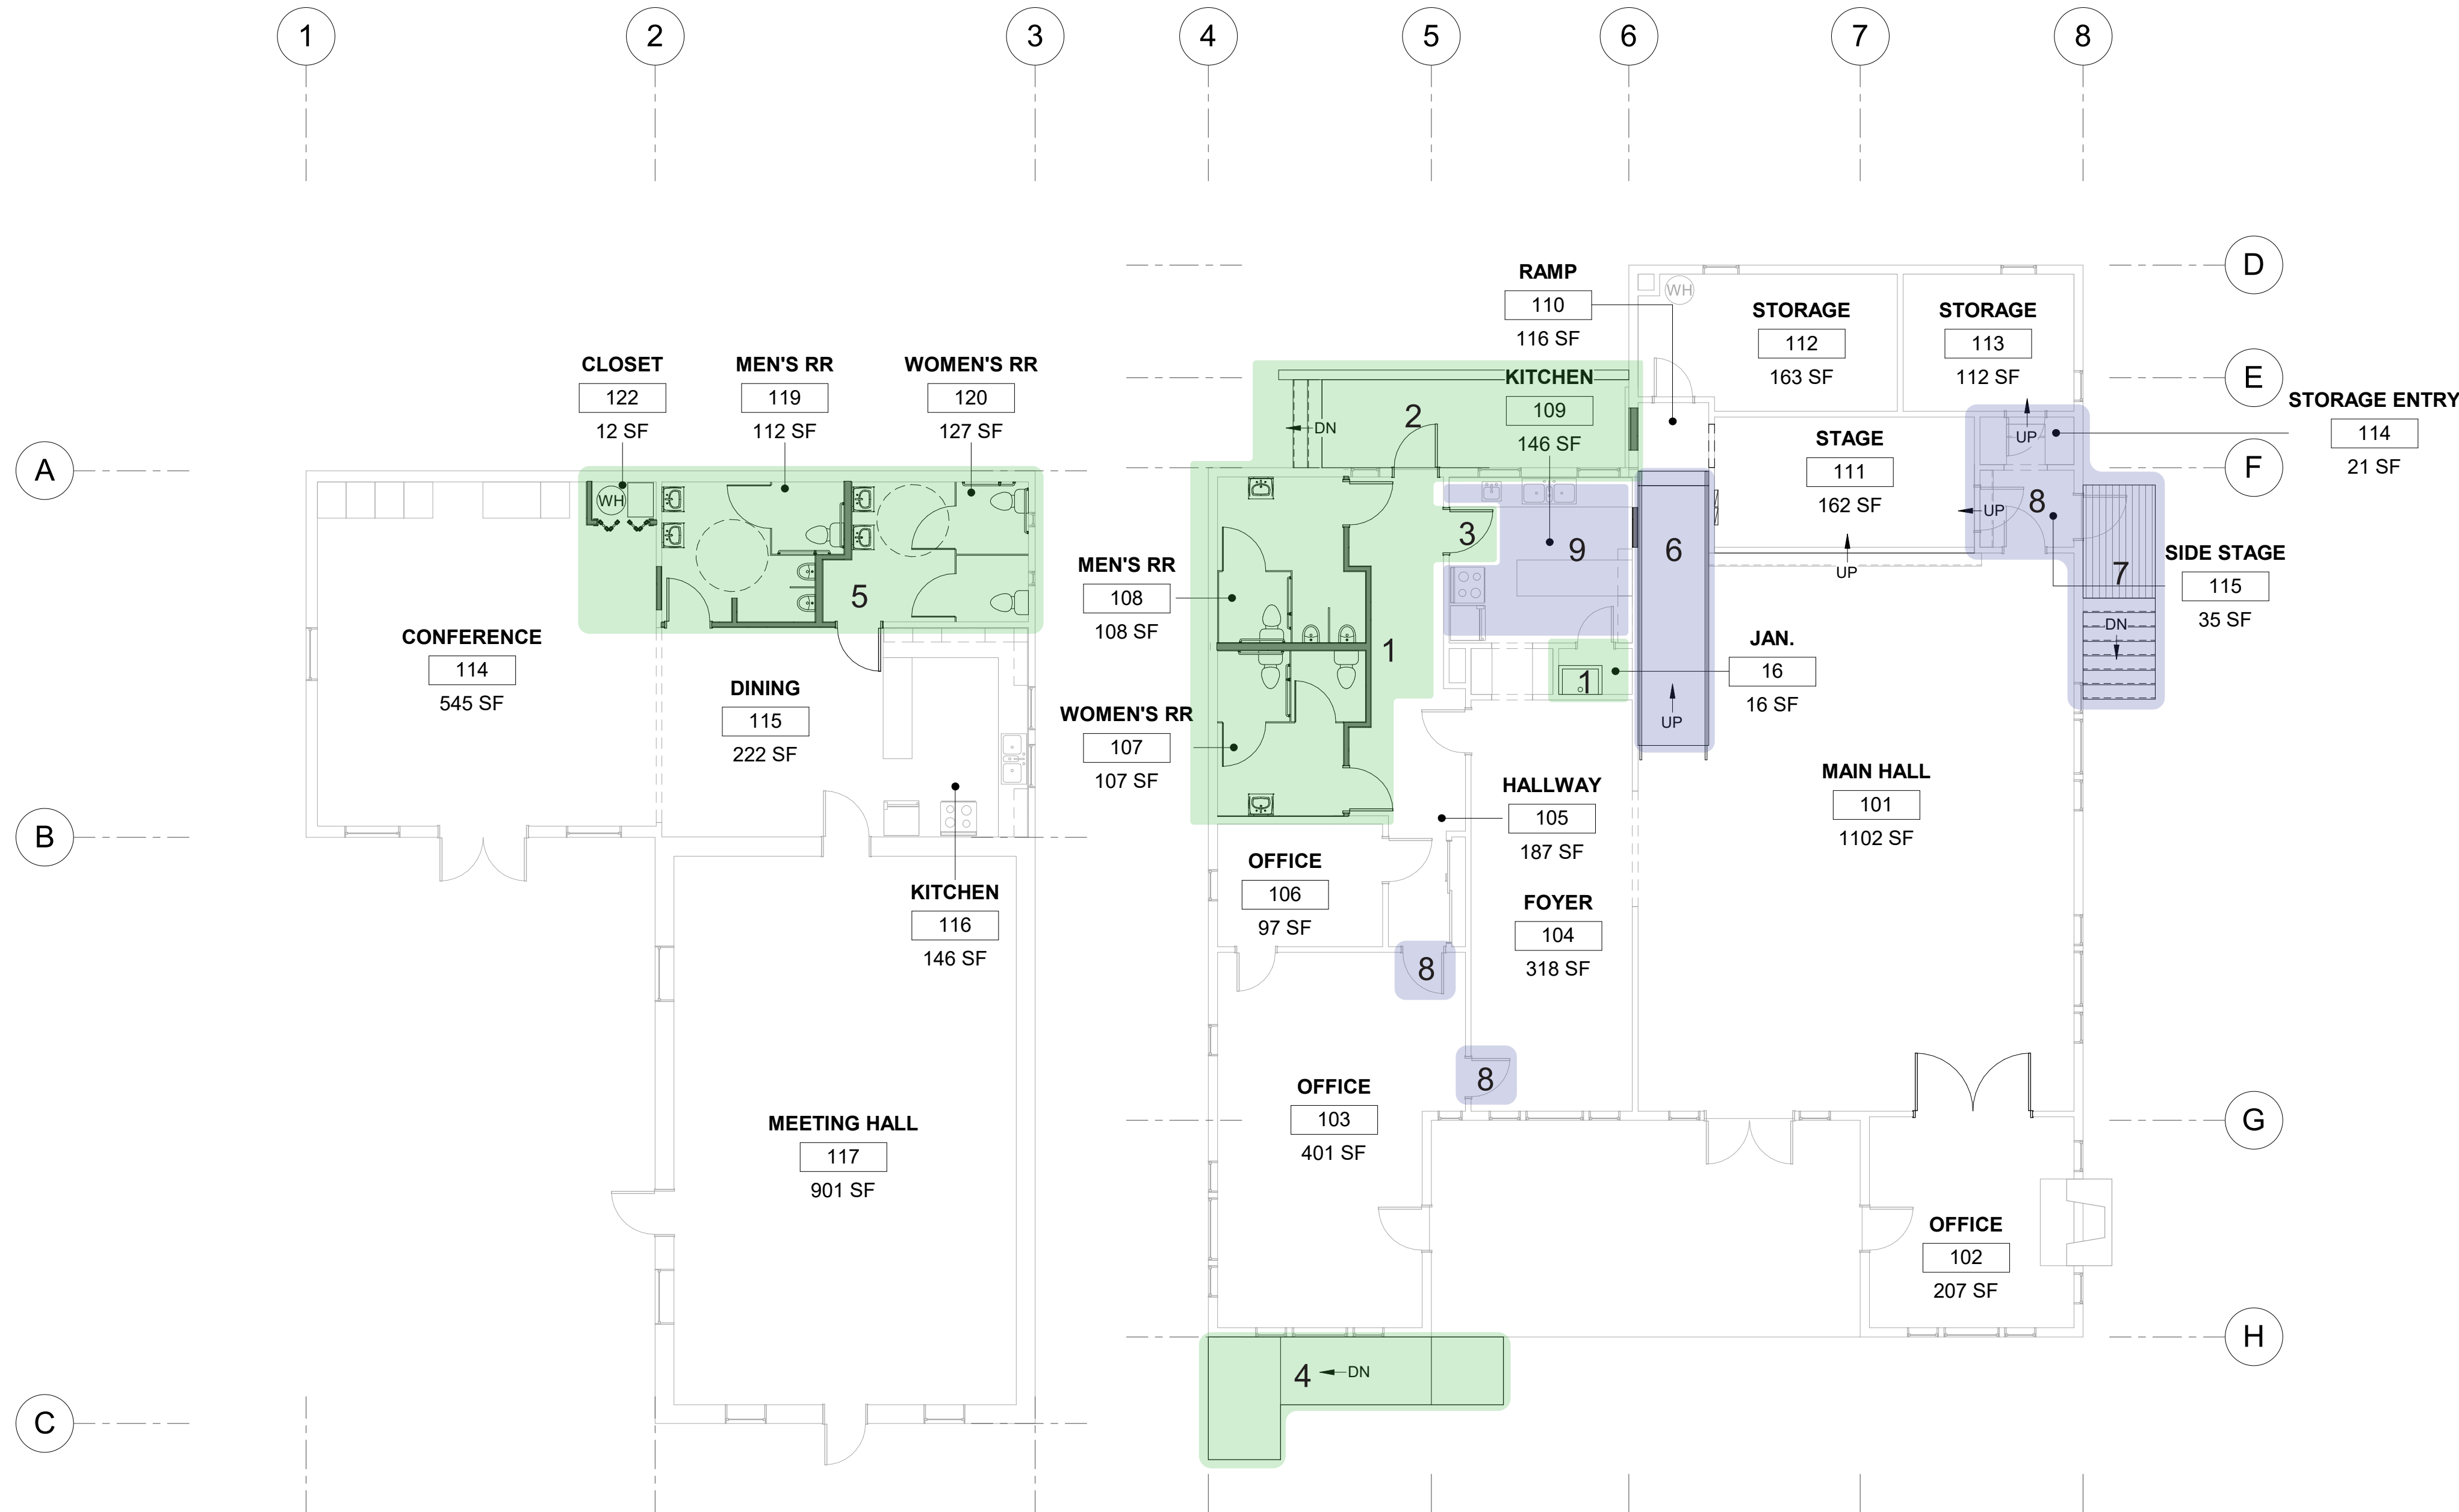 1 2 3 4 5 6 7 8
D
E
F
G
H
A
B
C
RAMP
110
116 SF
WH
STORAGE
112
163 SF
STORAGE
113
112 SF
STORAGE ENTRY
114
21 SF
CLOSET
122
12 SF
MEN'S RR
119
112 SF
WOMEN'S RR
120
127 SF
KITCHEN
109
146 SF
2
DN
STAGE
111
162 SF
UP
UP
UP
8
WH
5
3
9
6
7
DN
SIDE STAGE
115
35 SF
MEN'S RR
108
108 SF
1
CONFERENCE
114
545 SF
DINING
115
222 SF
JAN.
16
16 SF
1
UP
WOMEN'S RR
107
107 SF
HALLWAY
105
187 SF
MAIN HALL
101
1102 SF
KITCHEN
116
146 SF
OFFICE
106
97 SF
FOYER
104
318 SF
8
8
OFFICE
103
401 SF
MEETING HALL
117
901 SF
OFFICE
102
207 SF
4
DN